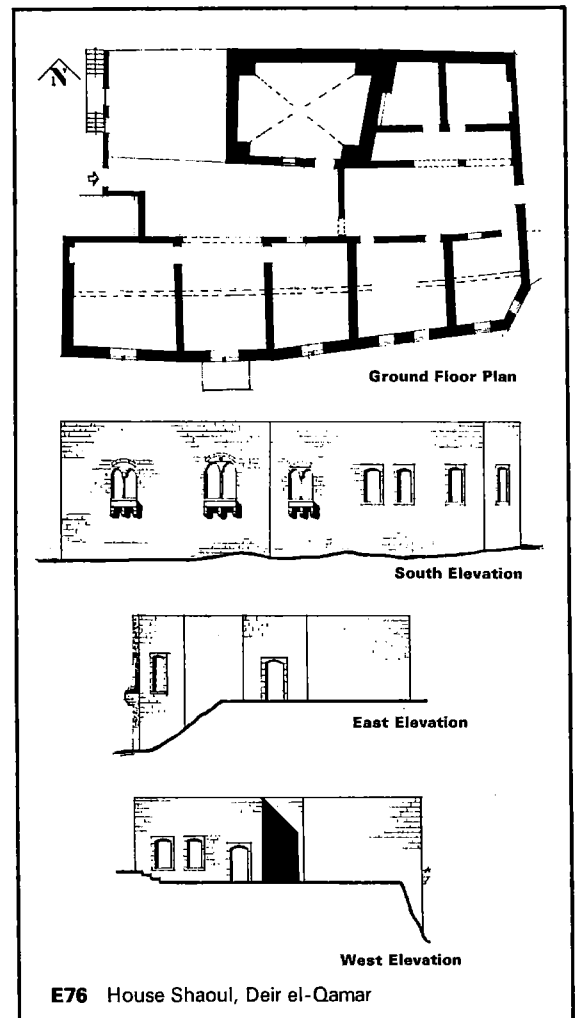 N
Ground Floor Plan
South Elevation
East Elevation
West Elevation
E76 House Shaoul, Deir el-Qamar